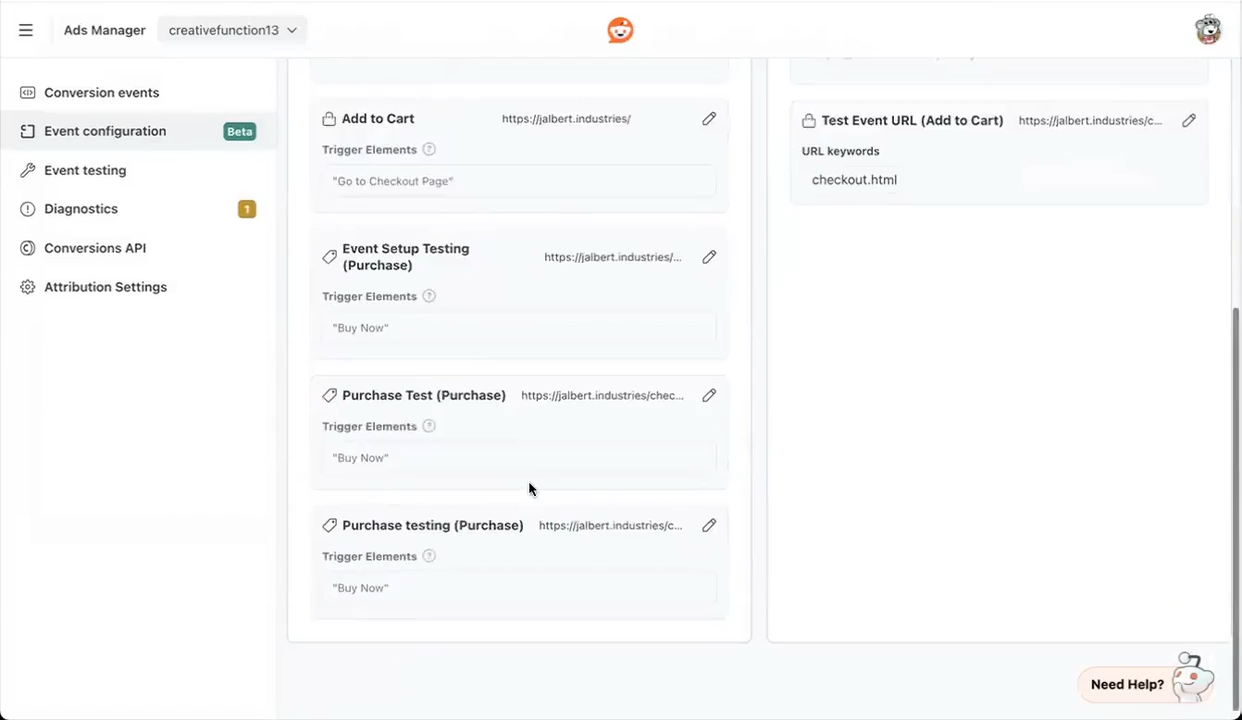 Ads Manager
creativefunction13
Conversion events
Event configuration
Beta
Event testing
Diagnostics
1
Conversions API
Attribution Settings
Add to Cart
https://jalbert.industries/
Trigger Elements
"Go to Checkout Page"
Event Setup Testing
(Purchase)
https://jalbert.industries/...
Trigger Elements
"Buy Now"
Purchase Test (Purchase)
https://jalbert.industries/chec...
Trigger Elements
"Buy Now"
Purchase testing (Purchase)
https://jalbert.industries/c...
Trigger Elements
"Buy Now"
Test Event URL (Add to Cart)
https://jalbert.industries/c...
URL keywords
checkout.html
Need Help?